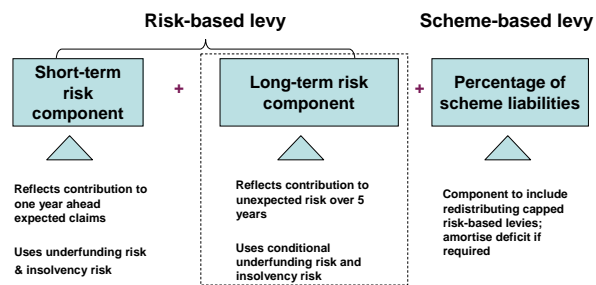 Risk-based levy
Scheme-based levy
Short-term
risk
component
+
Long-term risk
component
+
Percentage of
scheme liabilities
Reflects contribution to
one year ahead
expected claims
Uses underfunding risk
& insolvency risk
Reflects contribution to
unexpected risk over 5
years
Uses conditional
underfunding risk and
insolvency risk
Component to include
redistributing capped
risk-based levies;
amortise deficit if
required